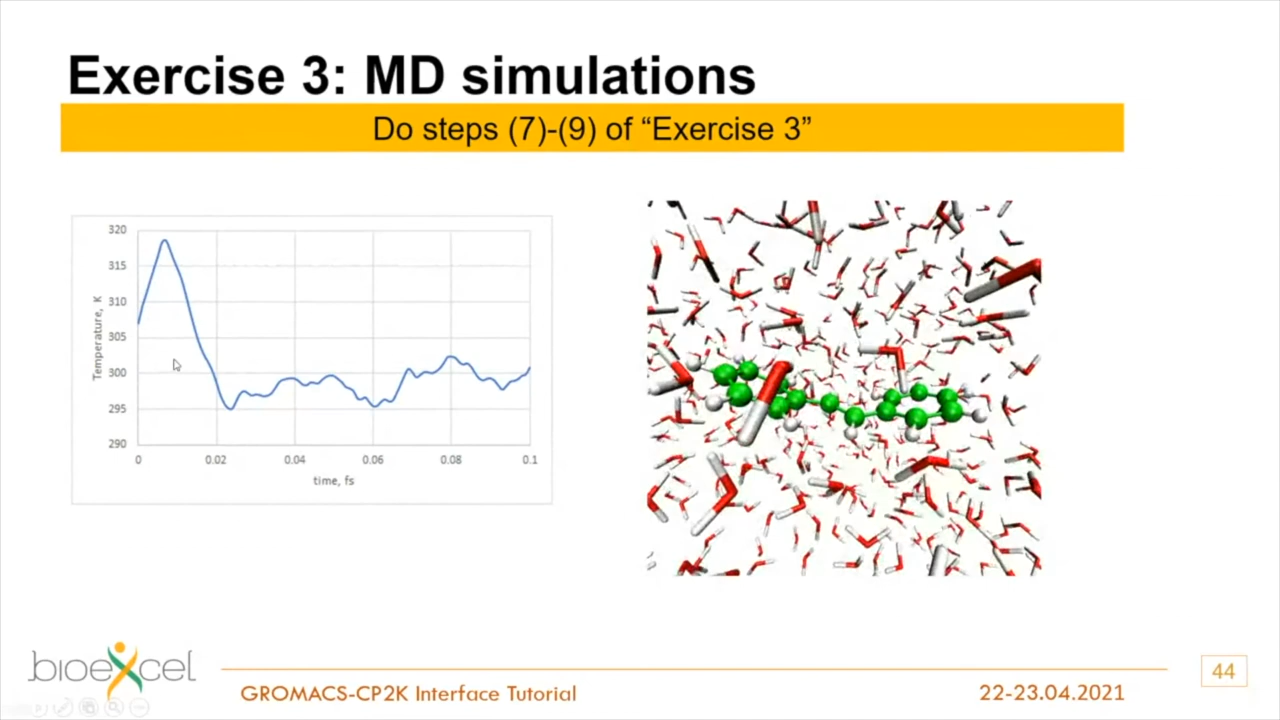 Exercise 3: MD simulations
Do steps (7)-(9) of “Exercise 3”
320
315
310
305
300
295
290
Temperature, K
0
0.02
0.04
0.06
0.08
0.1
time, fs
bioexcel
GROMACS-CP2K Interface Tutorial
22-23.04.2021
44